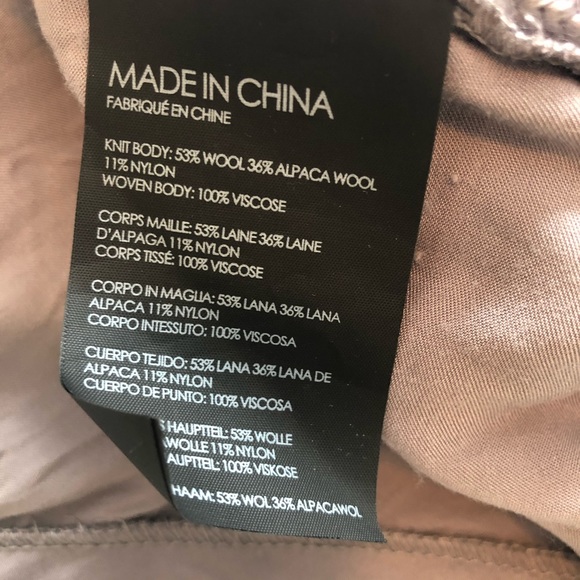 MADE IN CHINA
FABRIQUÉ EN CHINE
KNIT BODY: 53% WOOL 36% ALPACA WOOL
11% NYLON
WOVEN BODY: 100% VISCOSE
CORPS MAILLE: 53% LAINE 36% LAINE
D'ALPAGA 11% NYLON
CORPS TISSÉ: 100% VISCOSE
CORPO IN MAGLIA: 53% LANA 36% LANA
ALPACA 11% NYLON
CORPO INTESSUTO: 100% VISCOSA
CUERPO TEJIDO: 53% LANA 36% LANA DE
ALPACA 11% NYLON
CUERPO DE PUNTO: 100% VISCOSA
HAUPTTEIL: 53% WOLLE
WOLLE 11% NYLON
AUPTTEIL: 100% VISKOSE
HAAM: 53% WOL 36% ALPACAWOL